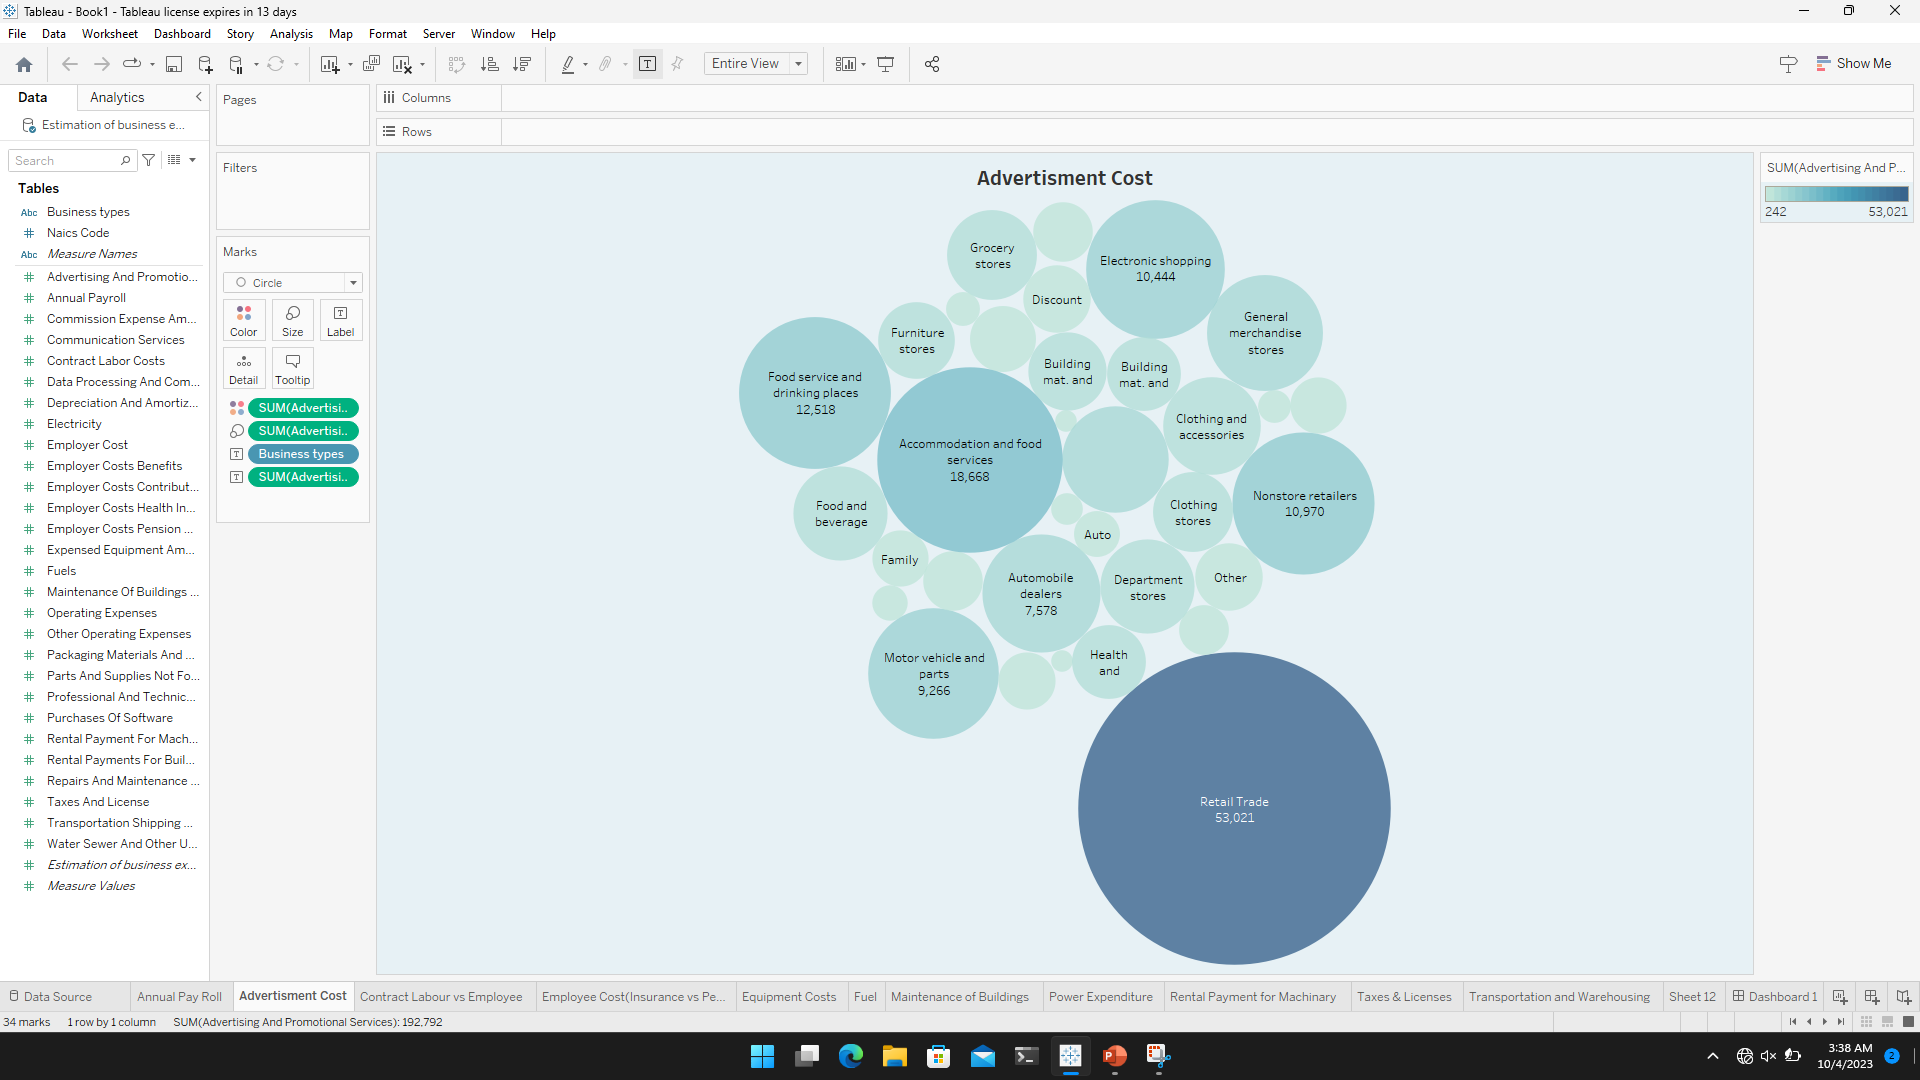 Tableau - Book1 - Tableau license expires in 13 days
File Data Worksheet Dashboard Story Analysis Map Format Server Window Help
Entire View
Show Me
Data Analytics
Estimation of business e...
Search
Tables
Abc Business types
Naics Code
Abc Measure Names
Advertising And Promotio...
Annual Payroll
Commission Expense Am...
Communication Services
Contract Labor Costs
Data Processing And Com...
Depreciation And Amortiz...
Electricity
Employer Cost
Employer Costs Benefits
Employer Costs Contribut...
Employer Costs Health In...
Employer Costs Pension ...
Expensed Equipment Am...
Fuels
Maintenance Of Buildings ...
Operating Expenses
Other Operating Expenses
Packaging Materials And ...
Parts And Supplies Not Fo...
Professional And Technic...
Purchases Of Software
Rental Payment For Mach...
Rental Payments For Buil...
Repairs And Maintenance ...
Taxes And License
Transportation Shipping ...
Water Sewer And Other U...
Estimation of business ex...
Measure Values
Pages
Filters
Marks
Circle
Color Size Label
Detail Tooltip
SUM(Advertisi..
SUM(Advertisi..
Business types
SUM(Advertisi..
Columns
Rows
Advertisment Cost
Grocery
stores
Electronic shopping
10,444
Discount
General
merchandise
stores
Furniture
stores
Building
mat. and
Building
mat. and
Food service and
drinking places
12,518
Clothing and
accessories
Accommodation and food
services
18,668
Nonstore retailers
10,970
Food and
beverage
Clothing
stores
Auto
Family
Automobile
dealers
7,578
Department
stores
Other
Motor vehicle and
parts
9,266
Health
and
Retail Trade
53,021
SUM(Advertising And P...
242 53,021
Data Source Annual Pay Roll Advertisment Cost Contract Labour vs Employee Employee Cost(Insurance vs Pe... Equipment Costs Fuel Maintenance of Buildings Power Expenditure Rental Payment for Machinary Taxes & Licenses Transportation and Warehousing Sheet 12 Dashboard 1
34 marks 1 row by 1 column SUM(Advertising And Promotional Services): 192,792
3:38 AM
10/4/2023
2